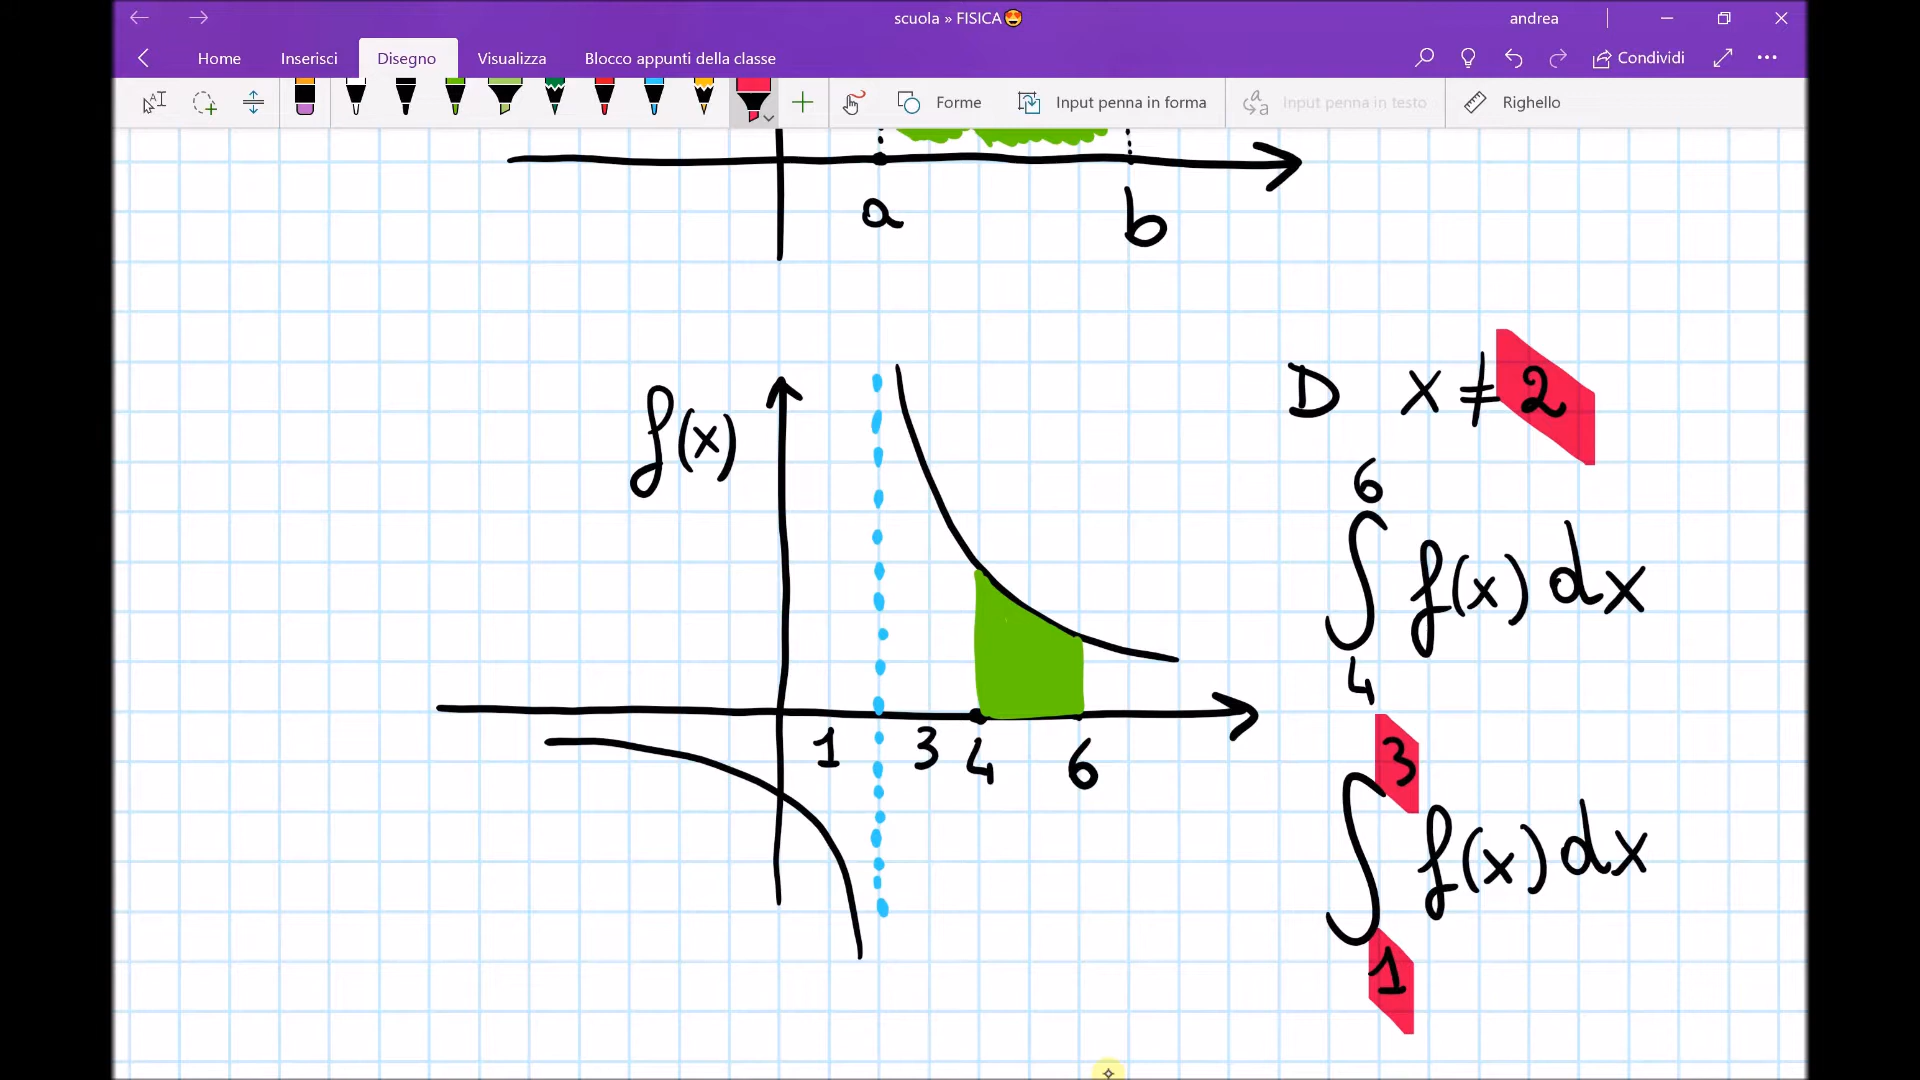 scuola » FISICA😍
andrea
Home Inserisci Disegno Visualizza Blocco appunti della classe
Condividi
Forme Input penna in forma Input penna in testo Righello
a b
f(x)
D x ≠ 2
6
∫ f(x) dx
4
1 3 4 6
3
∫ f(x) dx
1